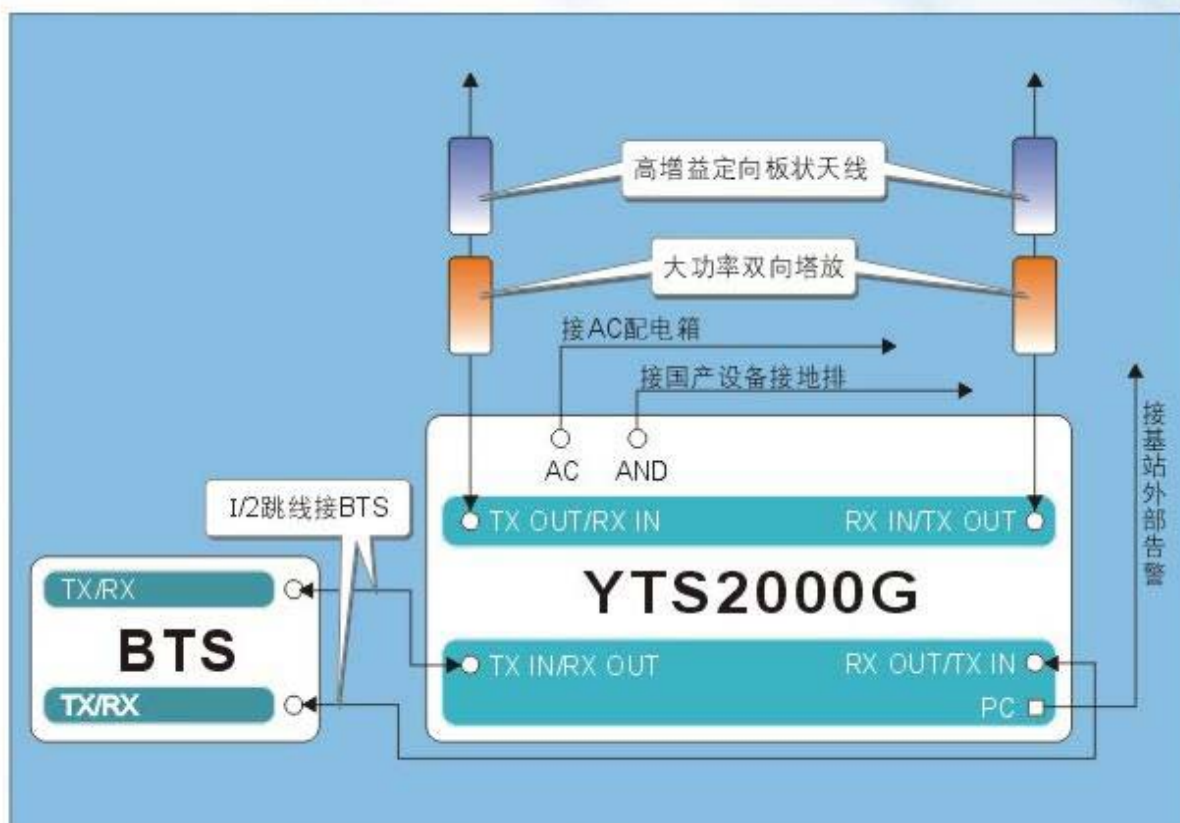 高增益定向板状天线
大功率双向塔放
接AC配电箱
接国产设备接地排
接基站外部告警
AC
AND
I/2跳线接BTS
TX OUT/RX IN
RX IN/TX OUT
TX/RX
YTS2000G
BTS
TX IN/RX OUT
RX OUT/TX IN
TX/RX
PC